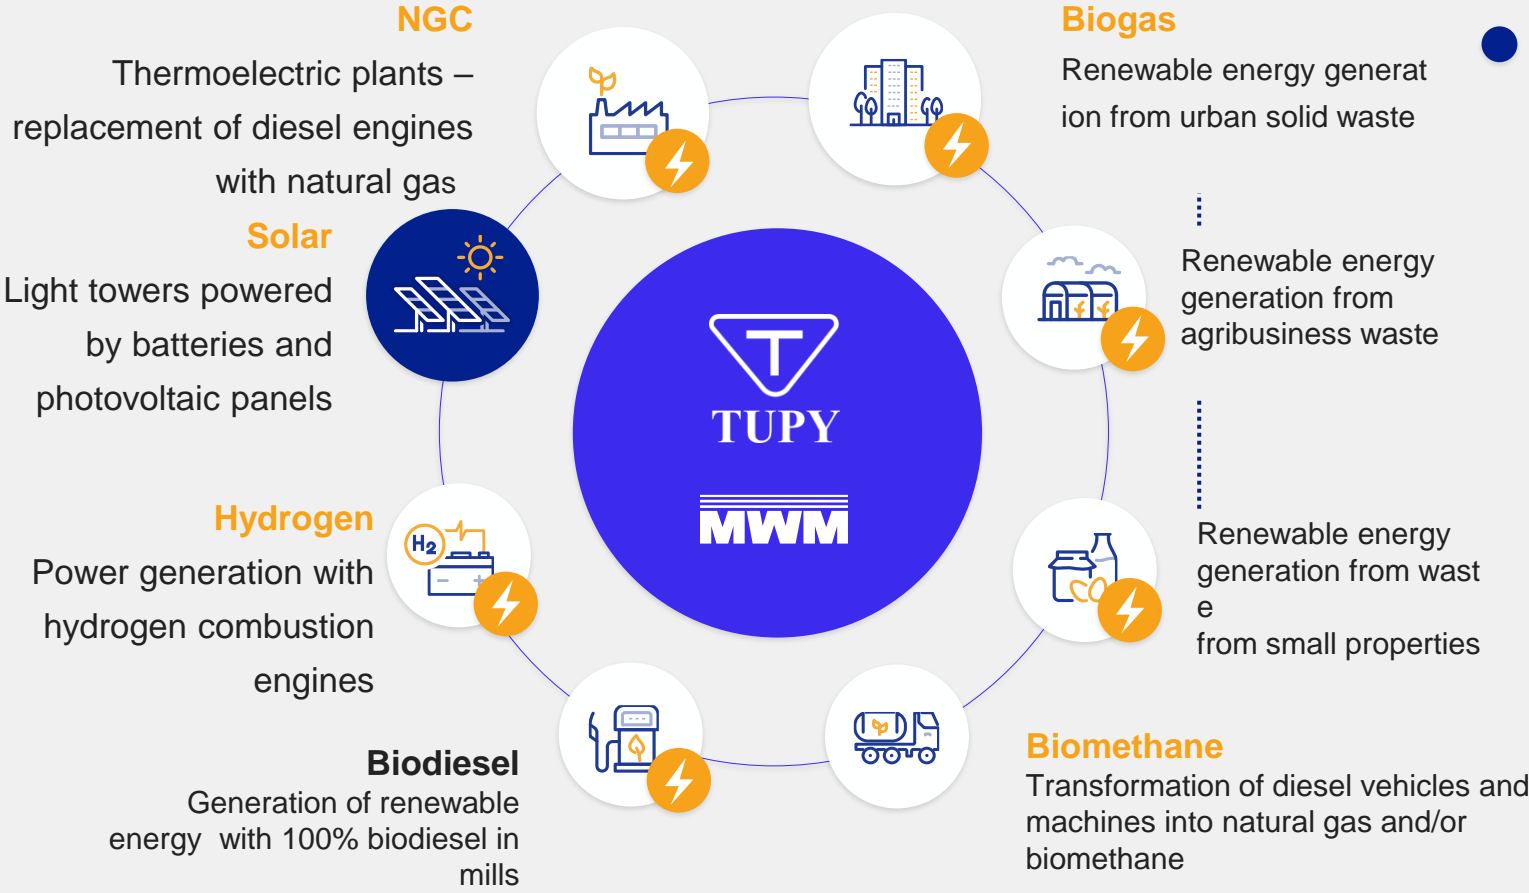 NGC
Thermoelectric plants –
replacement of diesel engines
with natural gas
Solar
Light towers powered
by batteries and
photovoltaic panels
Hydrogen
Power generation with
hydrogen combustion
engines
Biodiesel
Generation of renewable
energy  with 100% biodiesel in
mills
H2
TUPY
MWM
Biogas
Renewable energy generat
ion from urban solid waste
Renewable energy
generation from
agribusiness waste
Renewable energy
generation from wast
e
from small properties
Biomethane
Transformation of diesel vehicles and
machines into natural gas and/or
biomethane